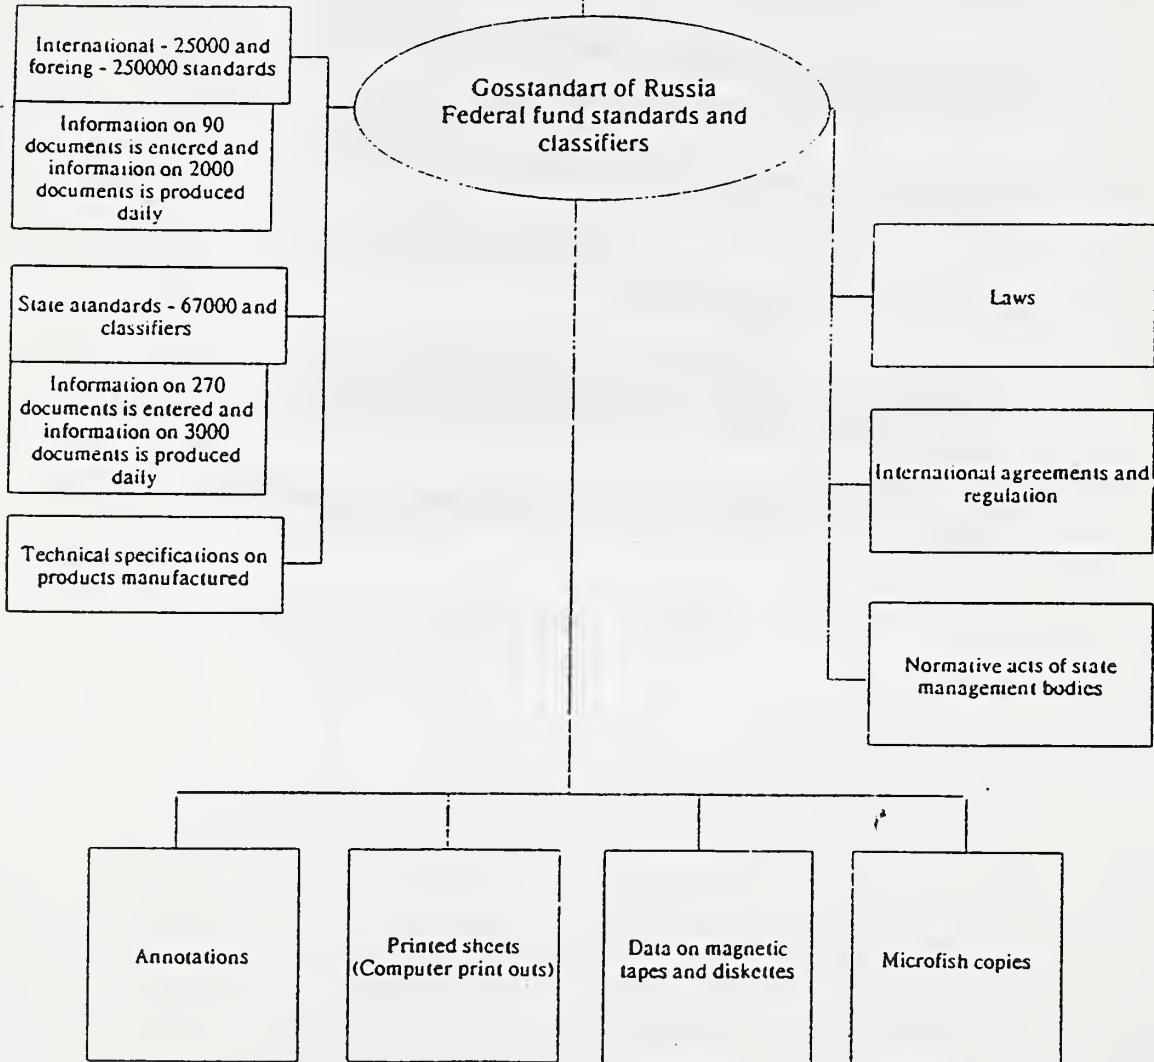 International - 25000 and
foreing - 250000 standards
Information on 90
documents is entered and
information on 2000
documents is produced
daily
State standards - 67000 and
classifiers
Information on 270
documents is entered and
information on 3000
documents is produced
daily
Technical specifications on
products manufactured
Gosstandart of Russia
Federal fund standards and
classifiers
Laws
International agreements and
regulation
Normative acts of state
management bodies
Annotations
Printed sheets
(Computer print outs)
Data on magnetic
tapes and diskettes
Microfish copies